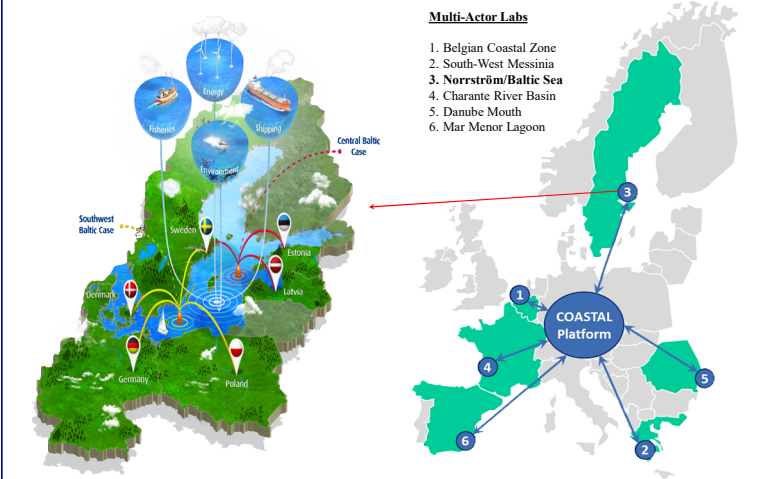 Energy
Fisheries
Shipping
Environment
Central Baltic
Case
Southwest
Baltic Case
Sweden
Estonia
Latvia
Denmark
Germany
Poland
Multi-Actor Labs
1. Belgian Coastal Zone
2. South-West Messinia
3. Norrström/Baltic Sea
4. Charante River Basin
5. Danube Mouth
6. Mar Menor Lagoon
3
1
COASTAL
Platform
4
5
6
2